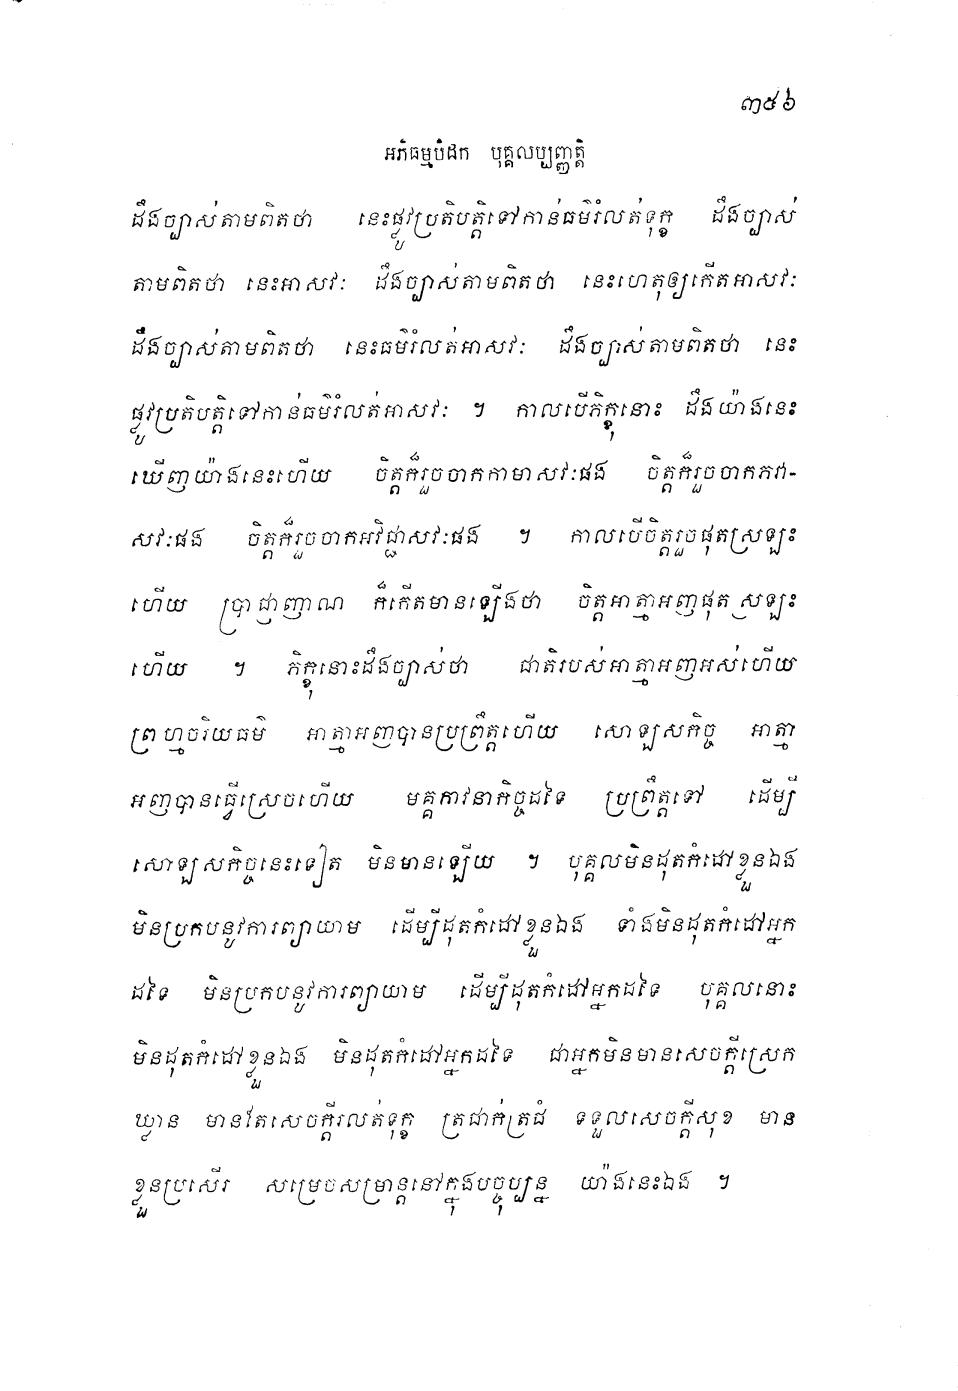 ៣៥៦
អភិធម្មបិដក បុគ្គលប្បញ្ញត្តិ
ដឹងច្បាស់តាមពិតថា នេះផ្លូវប្រតិបត្តិទៅកាន់ធម៌រំលត់ទុក្ខ ដឹងច្បាស់
តាមពិតថា នេះអាសវៈ ដឹងច្បាស់តាមពិតថា នេះហេតុឲ្យកើតអាសវៈ
ដឹងច្បាស់តាមពិតថា នេះធម៌រំលត់អាសវៈ ដឹងច្បាស់តាមពិតថា នេះ
ផ្លូវប្រតិបត្តិទៅកាន់ធម៌រំលត់អាសវៈ ។ កាលបើភិក្ខុនោះ ដឹងយ៉ាងនេះ
ឃើញយ៉ាងនេះហើយ ចិត្តក៏រួចចាកកាមាសវៈផង ចិត្តក៏រួចចាកភវា-
សវៈផង ចិត្តក៏រួចចាកអវិជ្ជាសវៈផង ។ កាលបើចិត្តរួចផុតស្រឡះ
ហើយ ប្រាជ្ញាញាណ ក៏កើតមានឡើងថា ចិត្តអាត្មាអញផុតស្រឡះ
ហើយ ។ ភិក្ខុនោះដឹងច្បាស់ថា ជាតិរបស់អាត្មាអញអស់ហើយ
ព្រហ្មចរិយធម៌ អាត្មាអញបានប្រព្រឹត្តហើយ សោឡសកិច្ច អាត្មា
អញបានធ្វើស្រេចហើយ មគ្គភាវនាកិច្ចដទៃ ប្រព្រឹត្តទៅ ដើម្បី
សោឡសកិច្ចនេះទៀត មិនមានឡើយ ។ បុគ្គលមិនដុតកំដៅខ្លួនឯង
មិនប្រកបនូវការព្យាយាម ដើម្បីដុតកំដៅខ្លួនឯង ទាំងមិនដុតកំដៅអ្នក
ដទៃ មិនប្រកបនូវការព្យាយាម ដើម្បីដុតកំដៅអ្នកដទៃ បុគ្គលនោះ
មិនដុតកំដៅខ្លួនឯង មិនដុតកំដៅអ្នកដទៃ ជាអ្នកមិនមានសេចក្តីស្រេក
ឃ្លាន មានតែសេចក្តីរលត់ទុក្ខ ត្រជាក់ត្រជំ ទទួលសេចក្តីសុខ មាន
ខ្លួនប្រសើរ សម្រេចសម្រាន្តនៅក្នុងបច្ចុប្បន្ន យ៉ាងនេះឯង ។